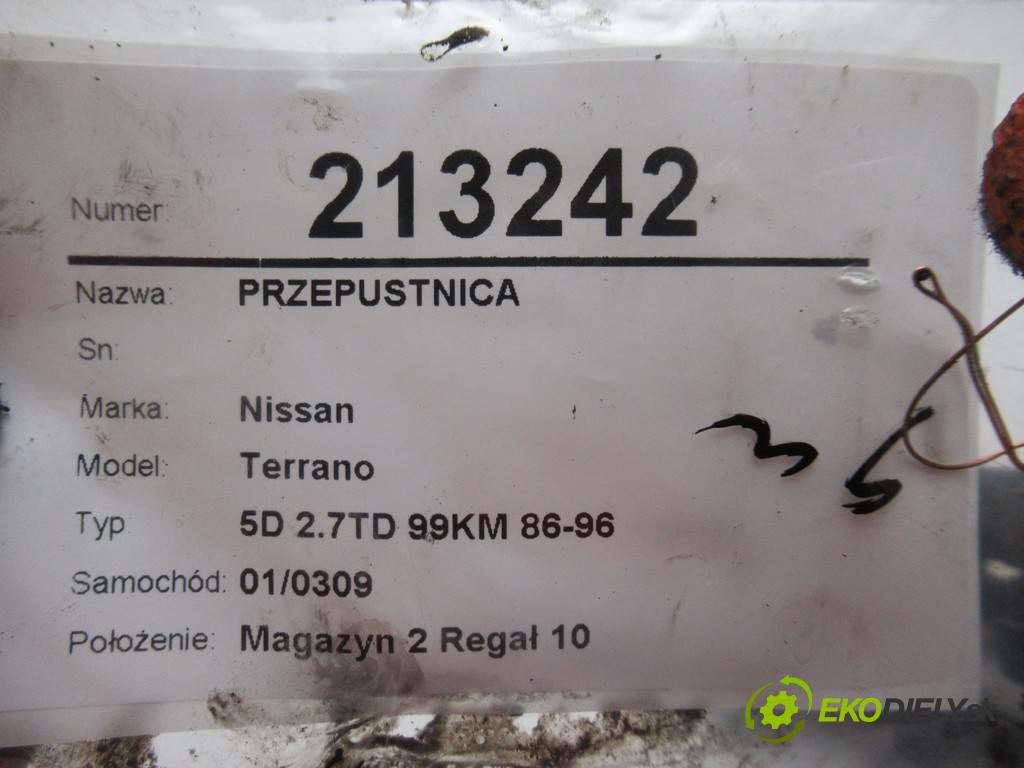 Numer: 213242
Nazwa: PRZEPUSTNICA
Sn:
Marka: Nissan
Model: Terrano
Typ 5D 2.7TD 99KM 86-96
Samochód: 01/0309
Położenie: Magazyn 2 Regał 10
EKODIELY.sk